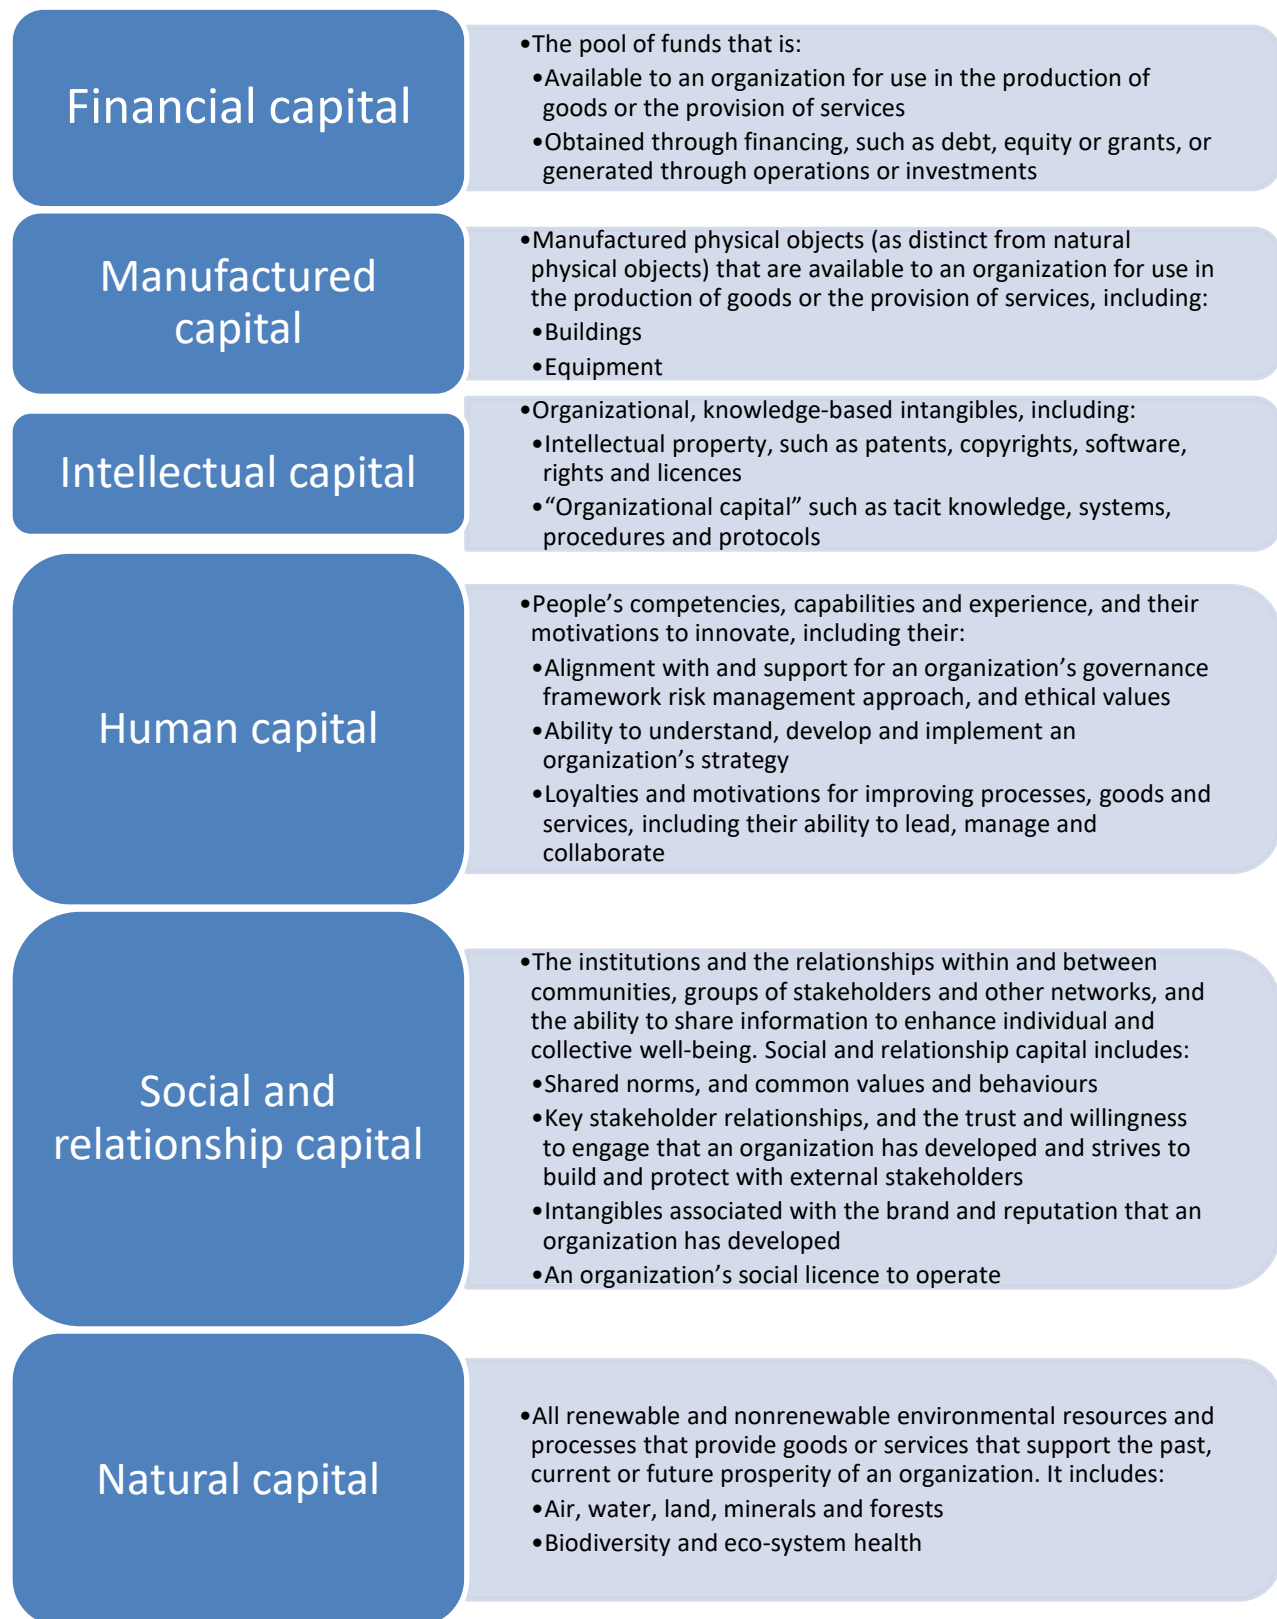 Financial capital
•The pool of funds that is:
•Available to an organization for use in the production of
goods or the provision of services
•Obtained through financing, such as debt, equity or grants, or
generated through operations or investments
Manufactured
capital
•Manufactured physical objects (as distinct from natural
physical objects) that are available to an organization for use in
the production of goods or the provision of services, including:
•Buildings
•Equipment
Intellectual capital
•Organizational, knowledge-based intangibles, including:
•Intellectual property, such as patents, copyrights, software,
rights and licences
•“Organizational capital” such as tacit knowledge, systems,
procedures and protocols
Human capital
•People’s competencies, capabilities and experience, and their
motivations to innovate, including their:
•Alignment with and support for an organization’s governance
framework risk management approach, and ethical values
•Ability to understand, develop and implement an
organization’s strategy
•Loyalties and motivations for improving processes, goods and
services, including their ability to lead, manage and
collaborate
Social and
relationship capital
•The institutions and the relationships within and between
communities, groups of stakeholders and other networks, and
the ability to share information to enhance individual and
collective well-being. Social and relationship capital includes:
•Shared norms, and common values and behaviours
•Key stakeholder relationships, and the trust and willingness
to engage that an organization has developed and strives to
build and protect with external stakeholders
•Intangibles associated with the brand and reputation that an
organization has developed
•An organization’s social licence to operate
Natural capital
•All renewable and nonrenewable environmental resources and
processes that provide goods or services that support the past,
current or future prosperity of an organization. It includes:
•Air, water, land, minerals and forests
•Biodiversity and eco-system health